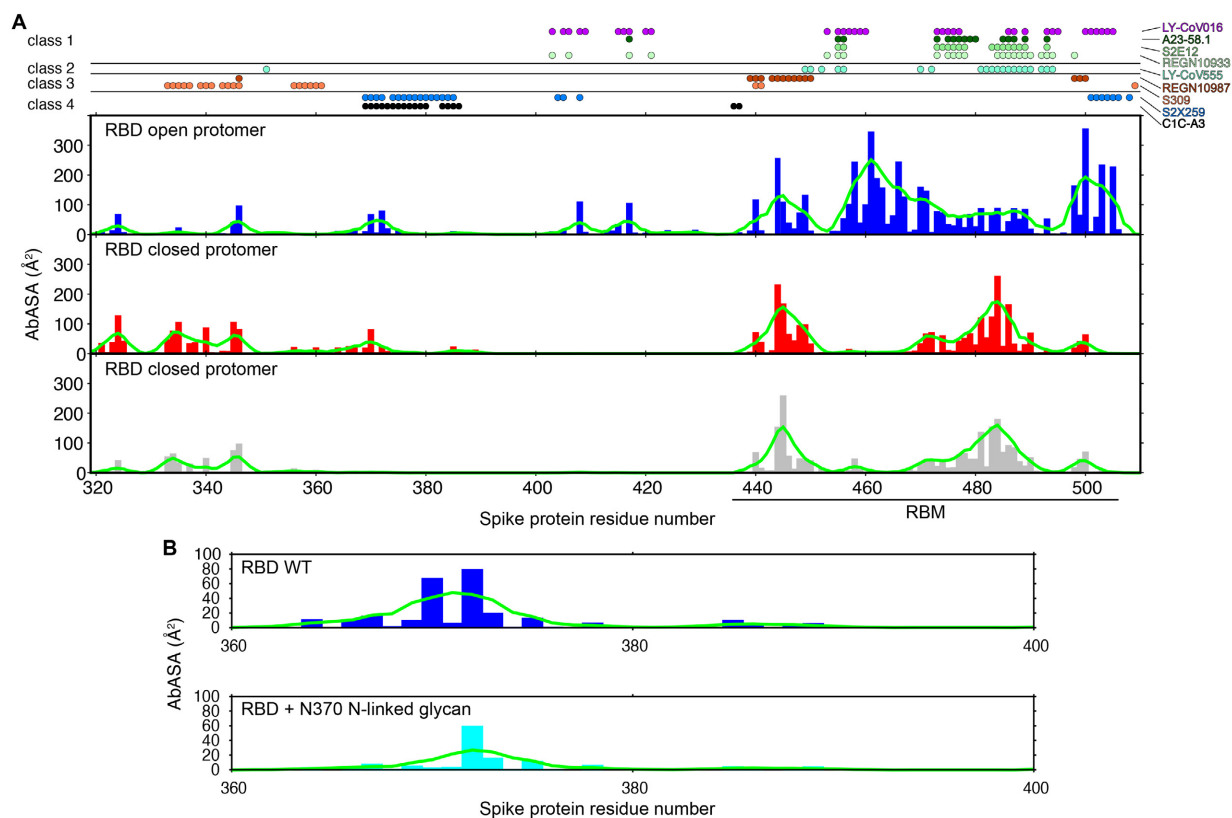 A
class 1
class 2
class 3
class 4
LY-CoV016
A23-58.1
S2E12
REGN10933
LY-CoV555
REGN10987
S309
S2X259
C1C-A3
RBD open protomer
300
200
100
0
RBD closed protomer
300
200
100
0
RBD closed protomer
300
200
100
0
AbASA (Å²)
320 340 360 380 400 420 440 460 480 500
Spike protein residue number
RBM
B
RBD WT
100
80
60
40
20
0
360 380 400
RBD + N370 N-linked glycan
100
80
60
40
20
0
AbASA (Å²)
360 380 400
Spike protein residue number